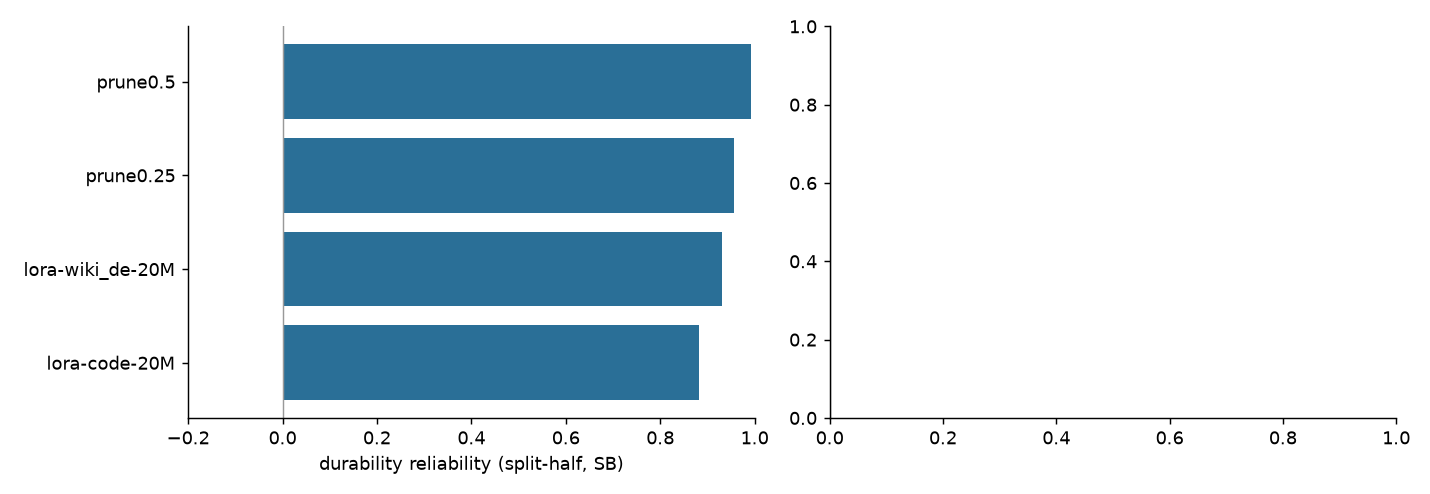 prune0.5
prune0.25
lora-wiki_de-20M
lora-code-20M
−0.2 0.0 0.2 0.4 0.6 0.8 1.0
durability reliability (split-half, SB)
1.0
0.8
0.6
0.4
0.2
0.0
0.0 0.2 0.4 0.6 0.8 1.0